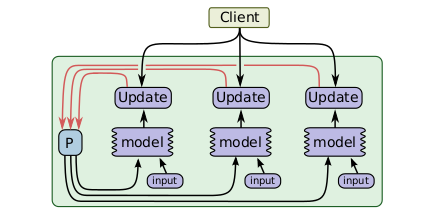 Client
Update Update Update
P model model model
input input input